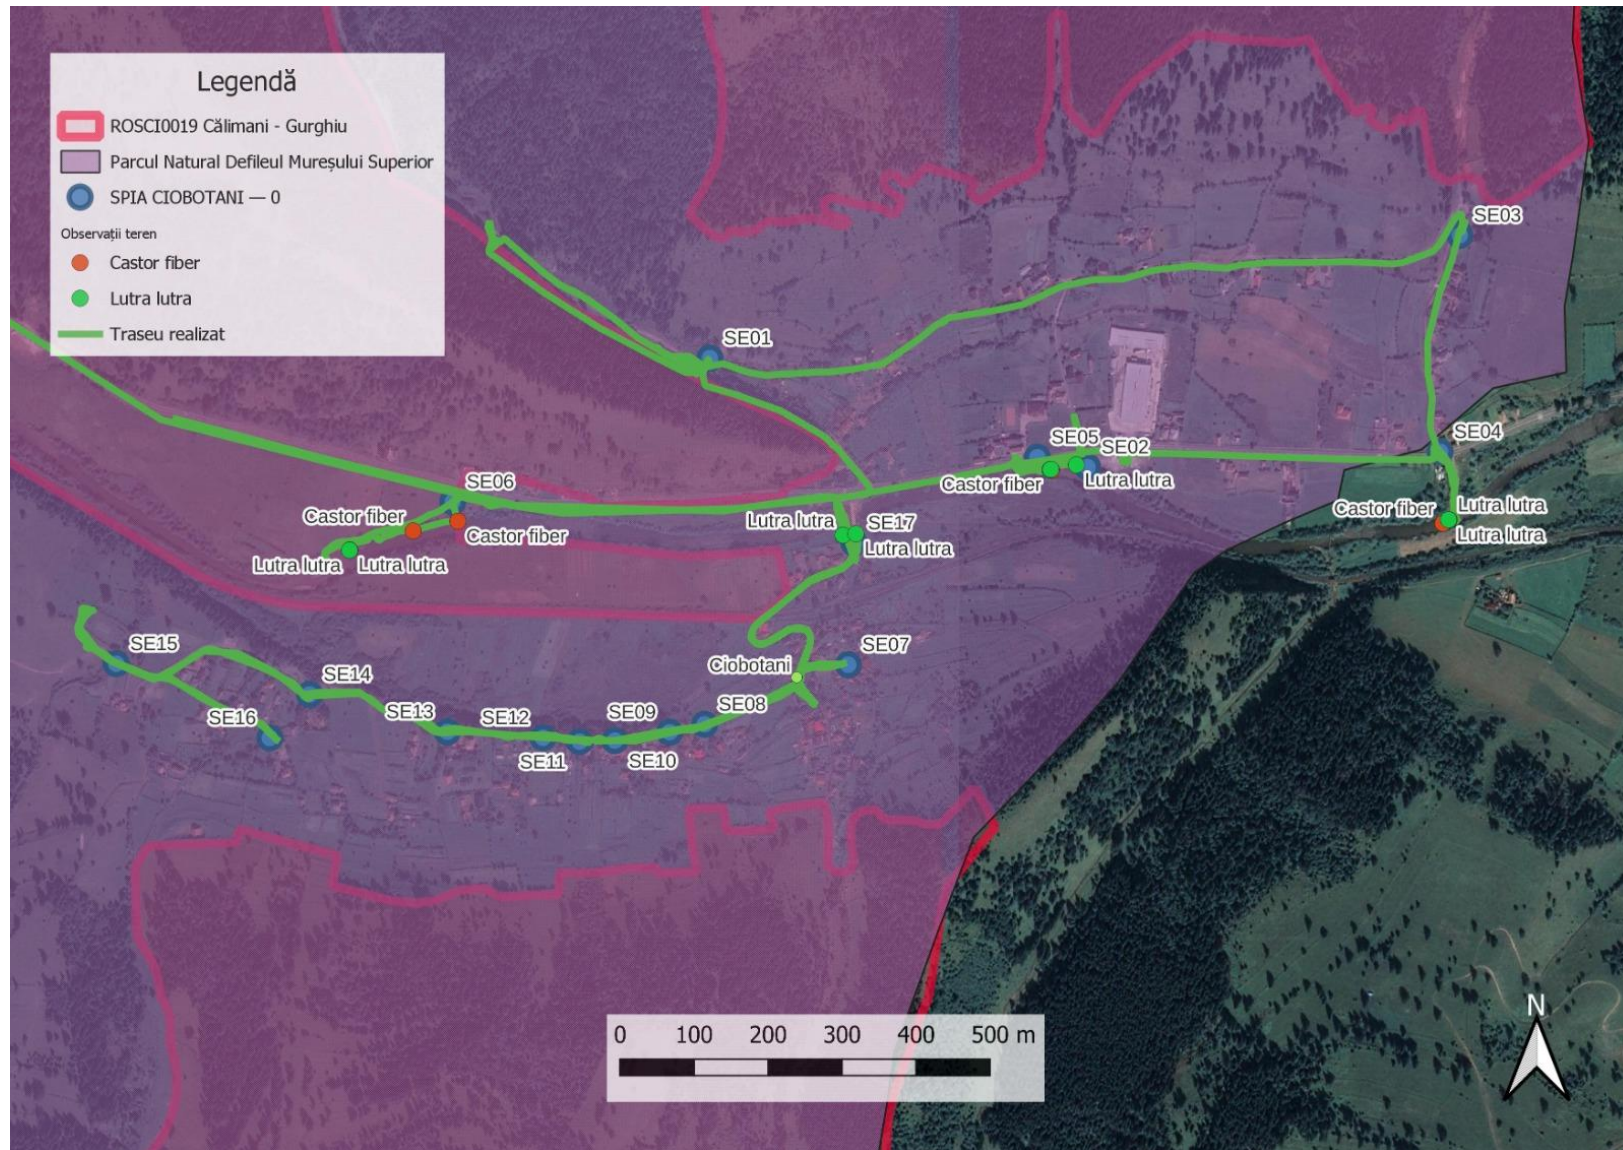 Legendă
ROSCI0019 Călimani - Gurghiu
Parcul Natural Defileul Mureșului Superior
SPIA CIOBOTANI — 0
Observații teren
Castor fiber
Lutra lutra
Traseu realizat
SE03
SE01
SE04
SE05
SE02
Castor fiber
Lutra lutra
SE06
Castor fiber
Castor fiber
Lutra lutra
Lutra lutra
Lutra lutra
SE17
Lutra lutra
Castor fiber
Lutra lutra
Lutra lutra
SE15
SE14
SE16
SE13
SE12
SE11
SE09
SE10
SE08
Ciobotani
SE07
0 100 200 300 400 500 m
N